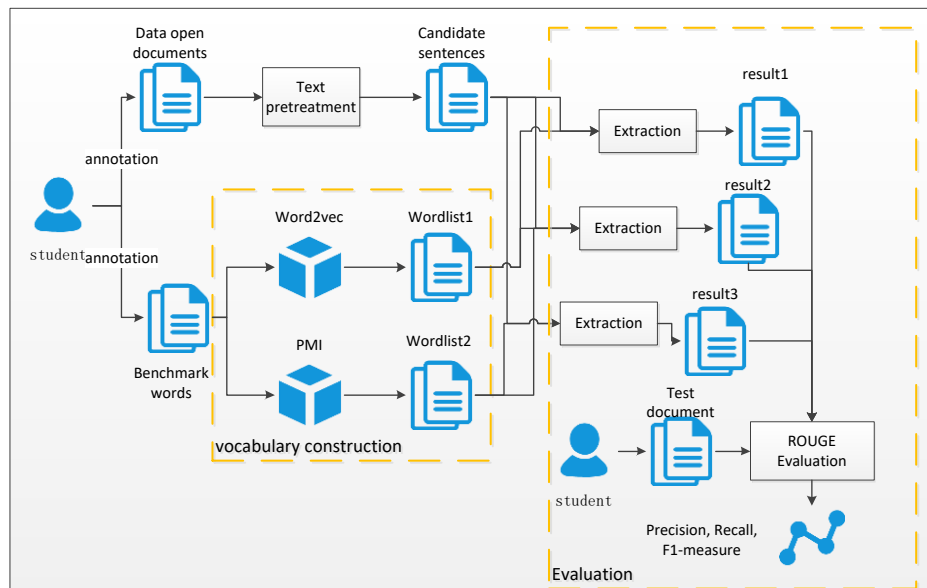 Data open
documents
Candidate
sentences
Text
pretreatment
result1
Extraction
annotation
student
annotation
Word2vec
Wordlist1
result2
Extraction
result3
Extraction
PMI
Wordlist2
Benchmark
words
vocabulary construction
Test
document
student
ROUGE
Evaluation
Precision, Recall,
F1-measure
Evaluation